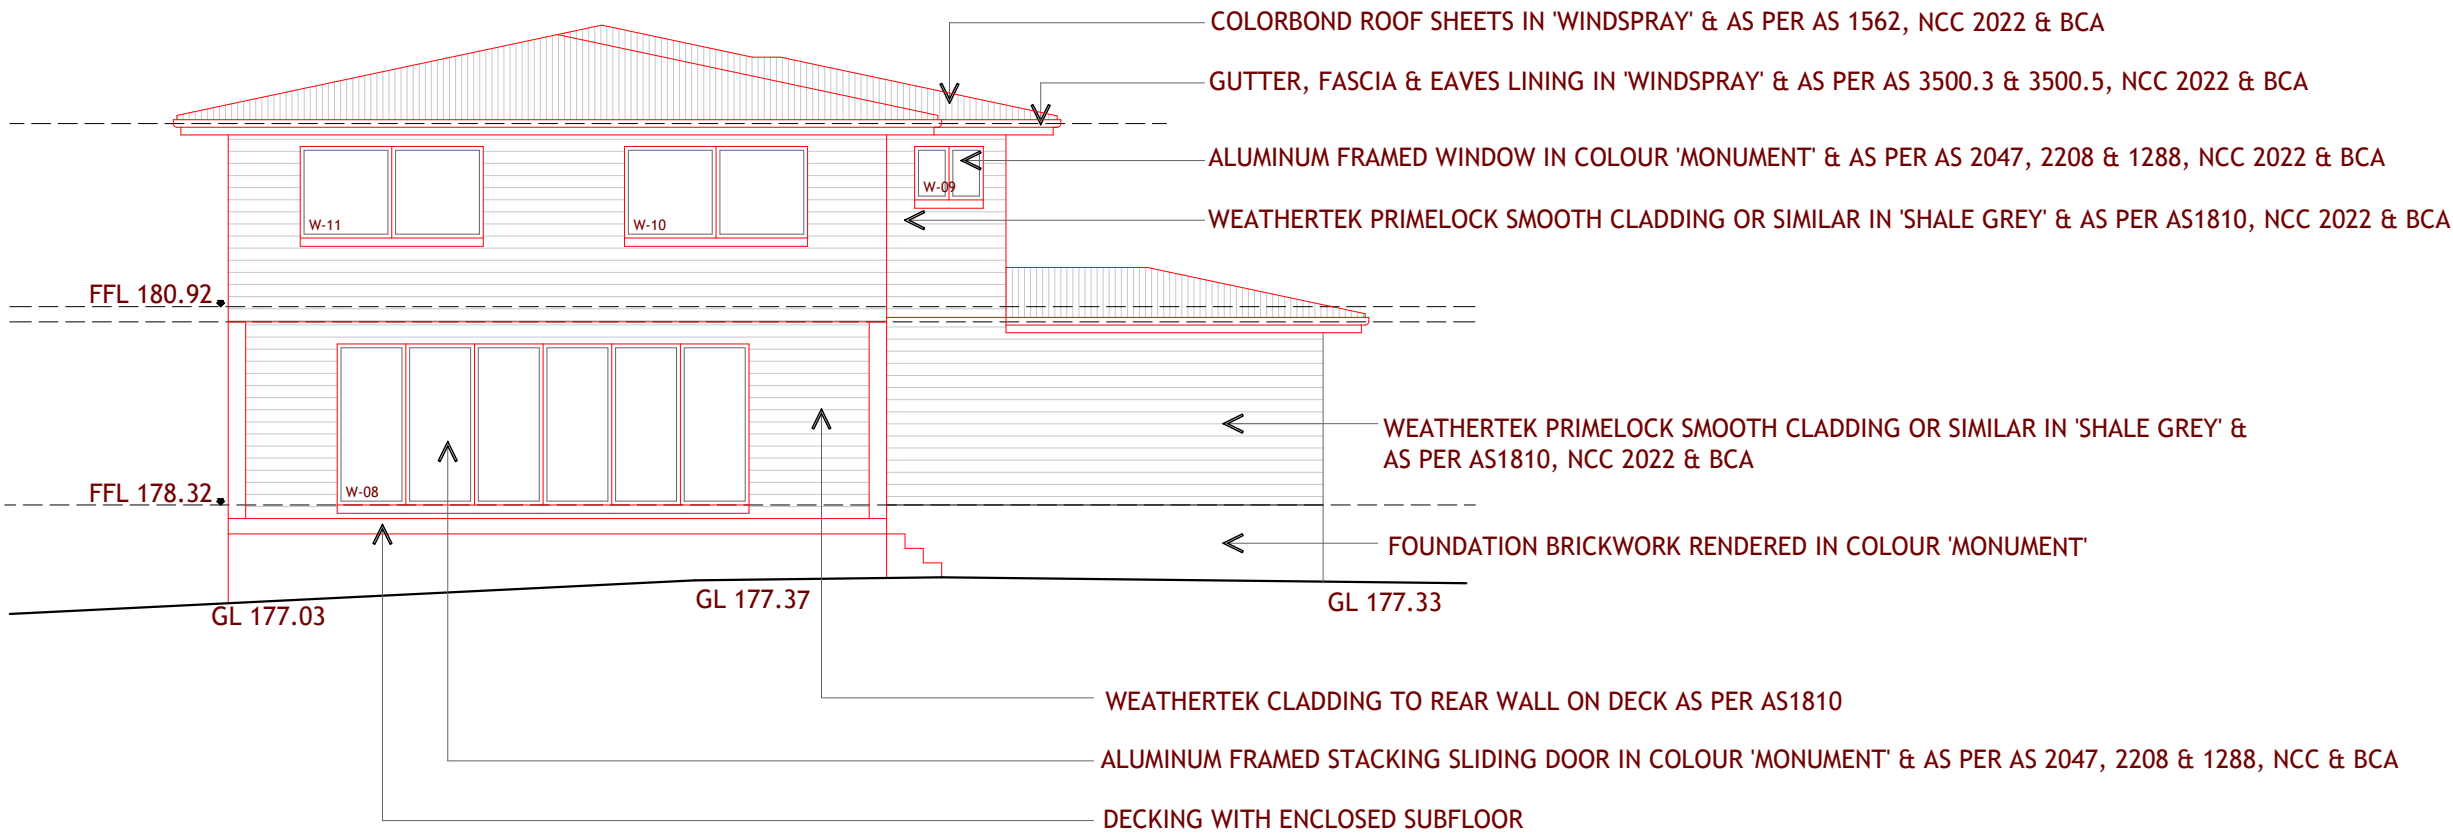 COLORBOND ROOF SHEETS IN 'WINDSPRAY' & AS PER AS 1562, NCC 2022 & BCA
GUTTER, FASCIA & EAVES LINING IN 'WINDSPRAY' & AS PER AS 3500.3 & 3500.5, NCC 2022 & BCA
ALUMINUM FRAMED WINDOW IN COLOUR 'MONUMENT' & AS PER AS 2047, 2208 & 1288, NCC 2022 & BCA
W-09
WEATHERTEK PRIMELOCK SMOOTH CLADDING OR SIMILAR IN 'SHALE GREY' & AS PER AS1810, NCC 2022 & BCA
W-11
W-10
FFL 180.92
WEATHERTEK PRIMELOCK SMOOTH CLADDING OR SIMILAR IN 'SHALE GREY' &
AS PER AS1810, NCC 2022 & BCA
FFL 178.32
W-08
FOUNDATION BRICKWORK RENDERED IN COLOUR 'MONUMENT'
GL 177.03
GL 177.37
GL 177.33
WEATHERTEK CLADDING TO REAR WALL ON DECK AS PER AS1810
ALUMINUM FRAMED STACKING SLIDING DOOR IN COLOUR 'MONUMENT' & AS PER AS 2047, 2208 & 1288, NCC & BCA
DECKING WITH ENCLOSED SUBFLOOR